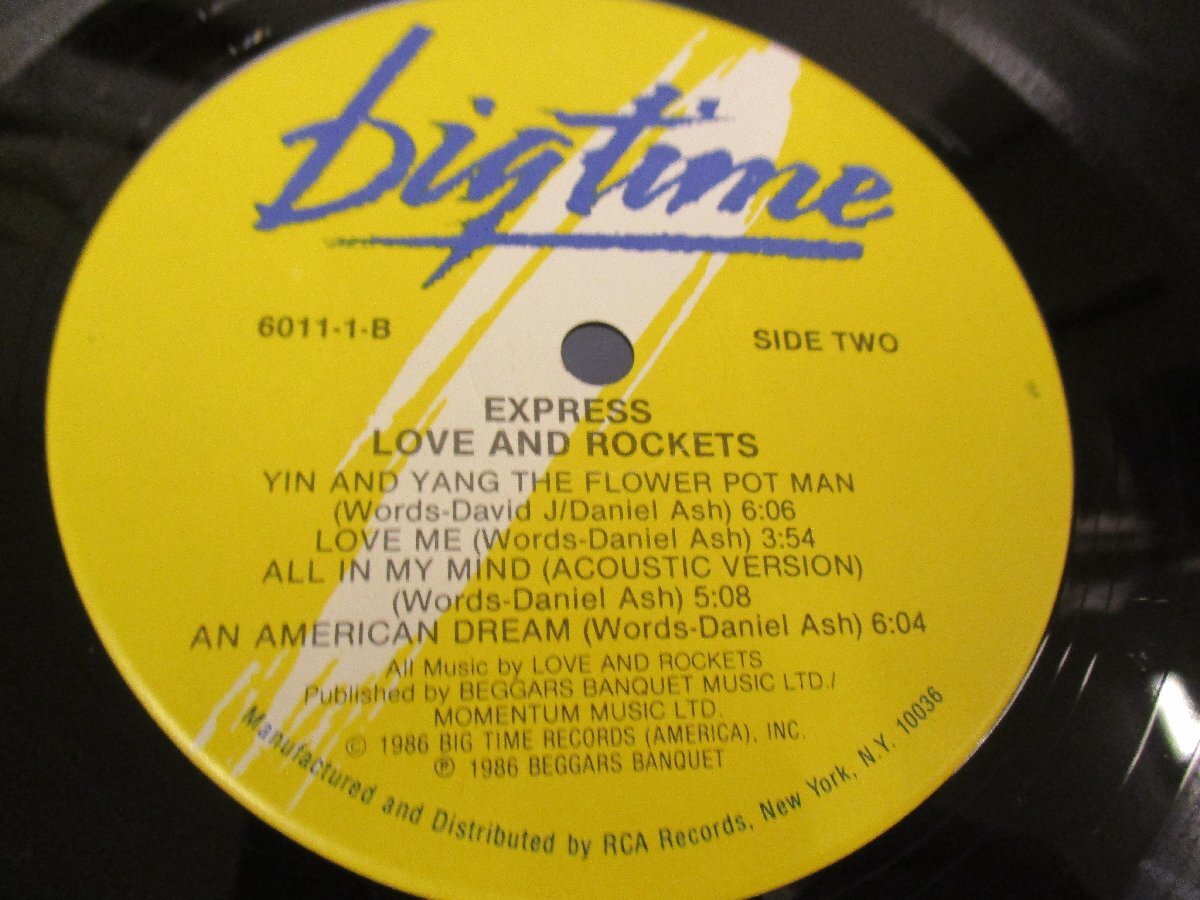 bigtime
6011-1-B
SIDE TWO
EXPRESS
LOVE AND ROCKETS
YIN AND YANG THE FLOWER POT MAN
(Words-David J/Daniel Ash) 6:06
LOVE ME (Words-Daniel Ash) 3:54
ALL IN MY MIND (ACOUSTIC VERSION)
(Words-Daniel Ash) 5:08
AN AMERICAN DREAM (Words-Daniel Ash) 6:04
All Music by LOVE AND ROCKETS
Published by BEGGARS BANQUET MUSIC LTD./
MOMENTUM MUSIC LTD.
© 1986 BIG TIME RECORDS (AMERICA), INC.
℗ 1986 BEGGARS BANQUET
Manufactured and Distributed by RCA Records, New York, N.Y. 10036